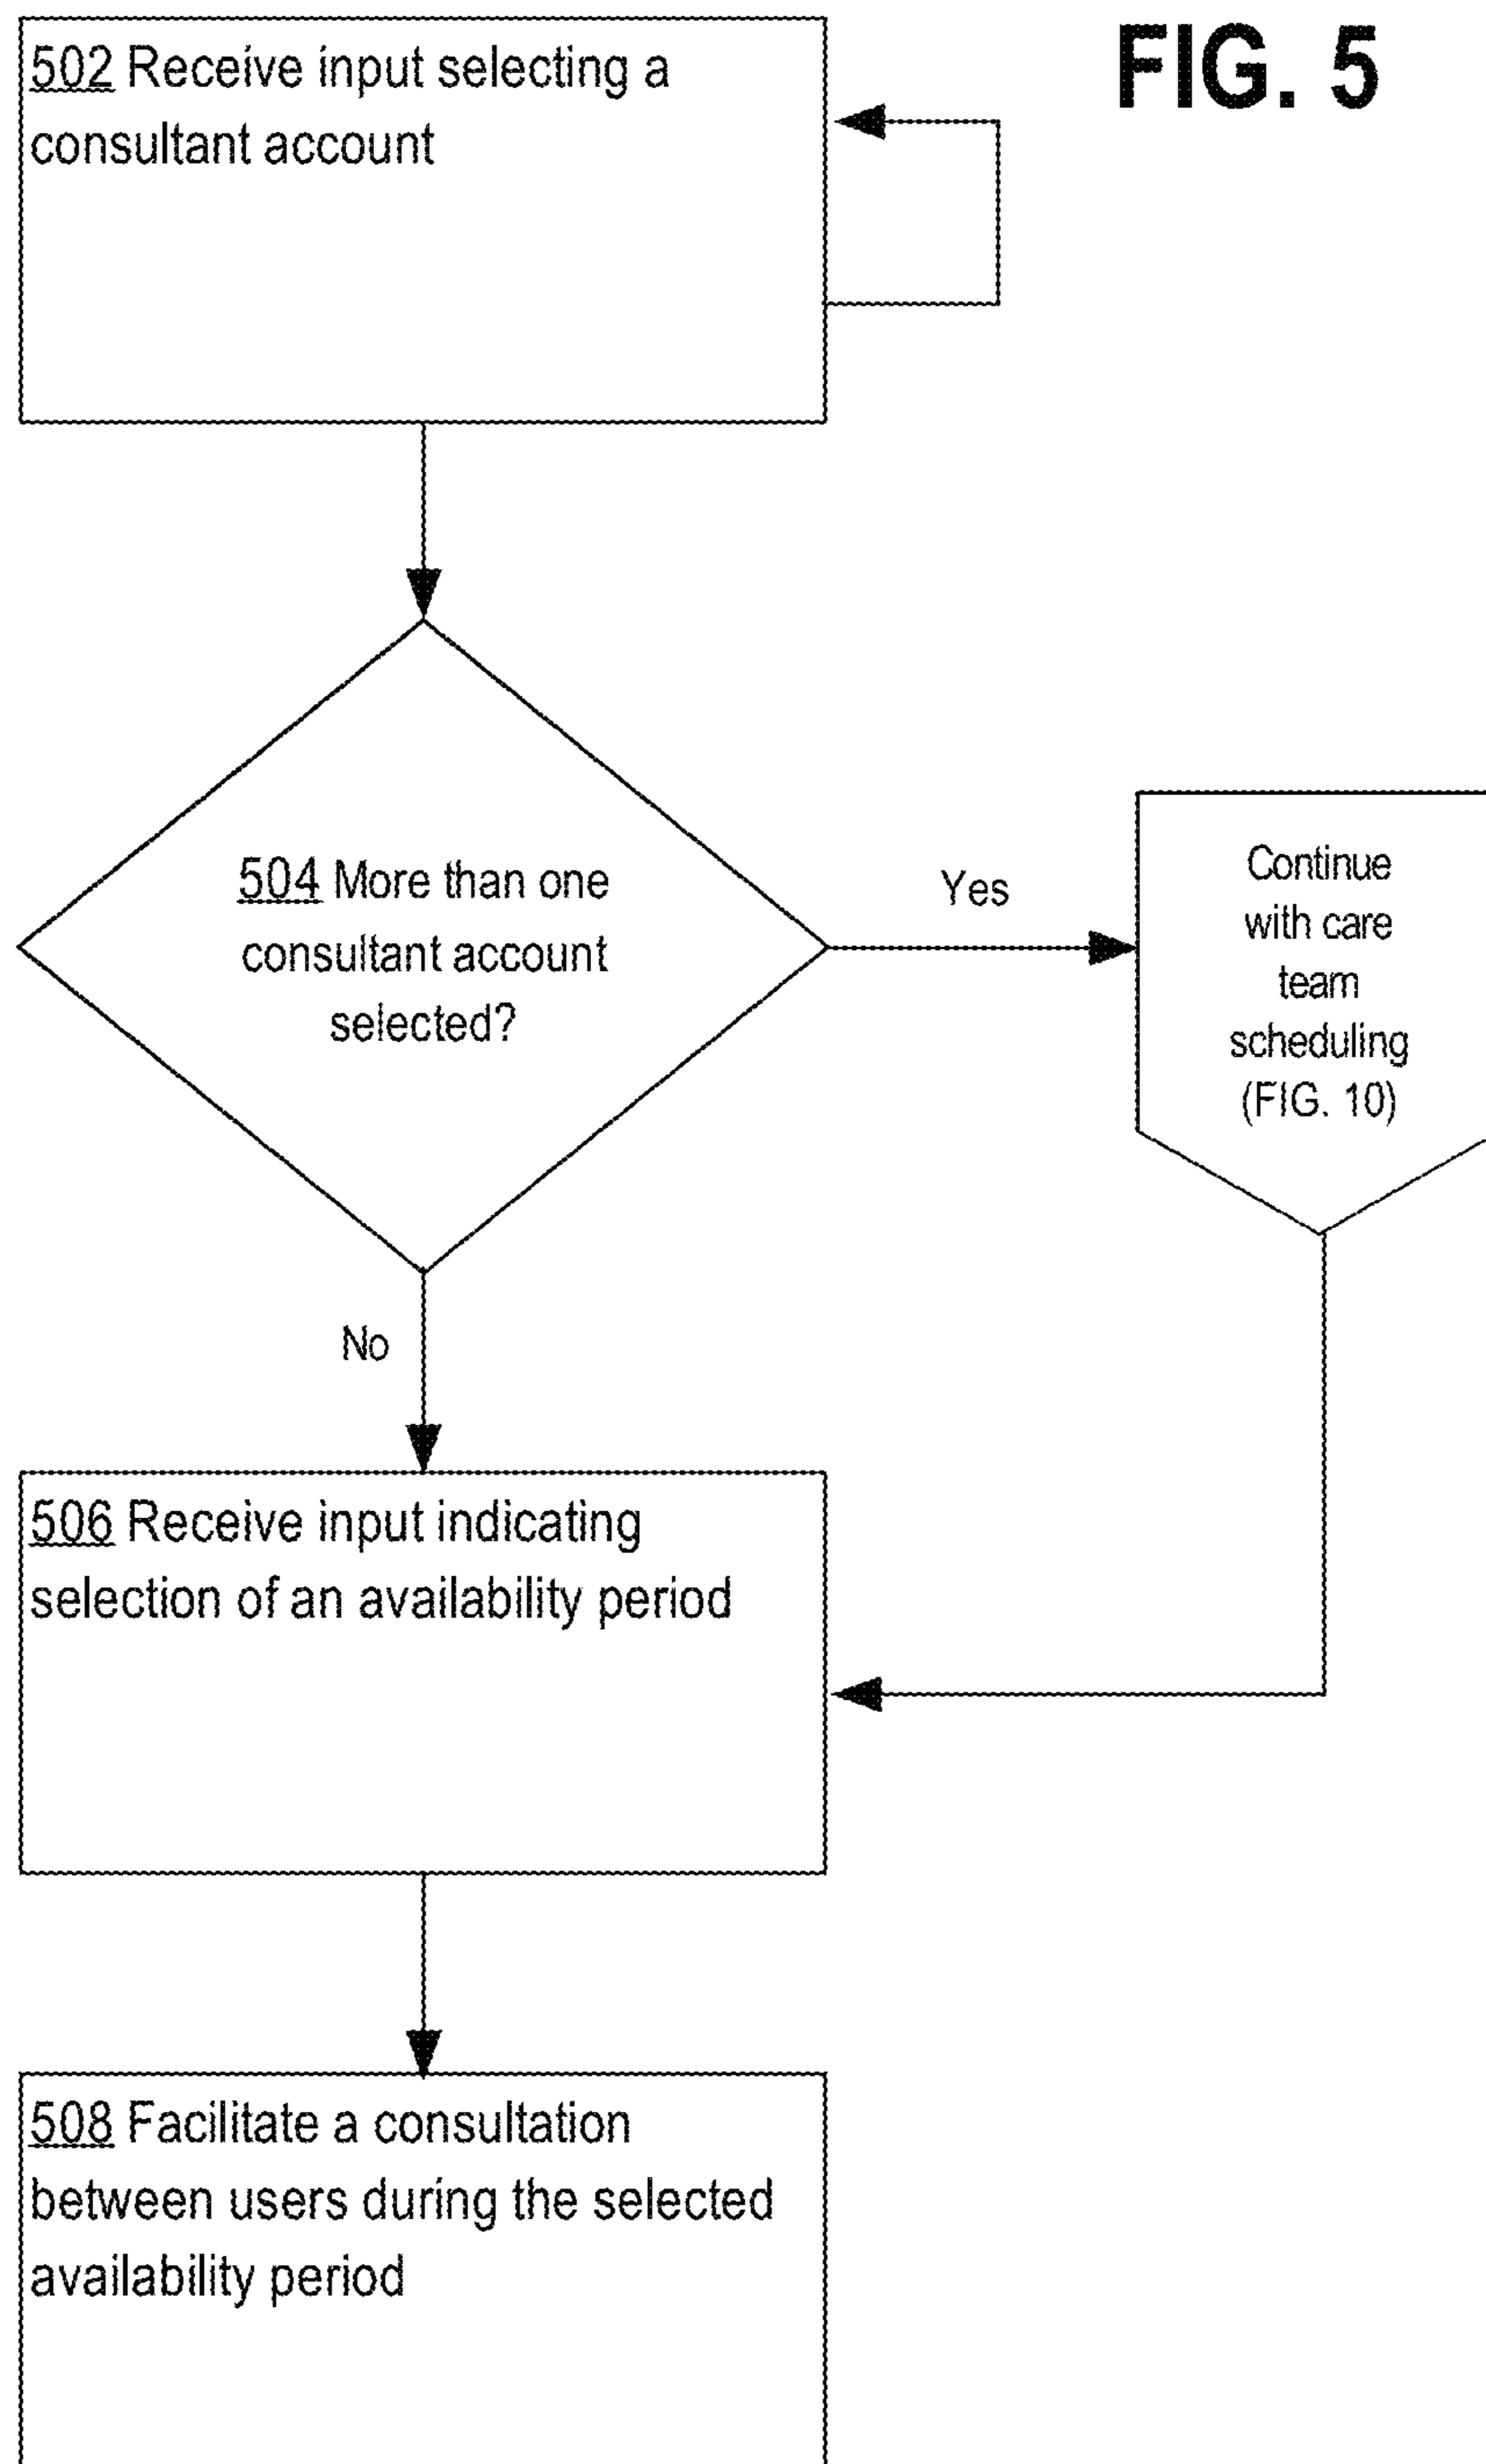 FIG. 5
502 Receive input selecting a
consultant account
504 More than one
consultant account
selected?
Yes
Continue
with care
team
scheduling
(FIG. 10)
No
506 Receive input indicating
selection of an availability period
508 Facilitate a consultation
between users during the selected
availability period